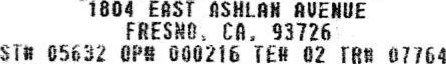 1804 EAST ASHLAN AVENUE
FRESNO, CA, 93726
ST# 05632 OP# 000216 TE# 02 TR# 07764